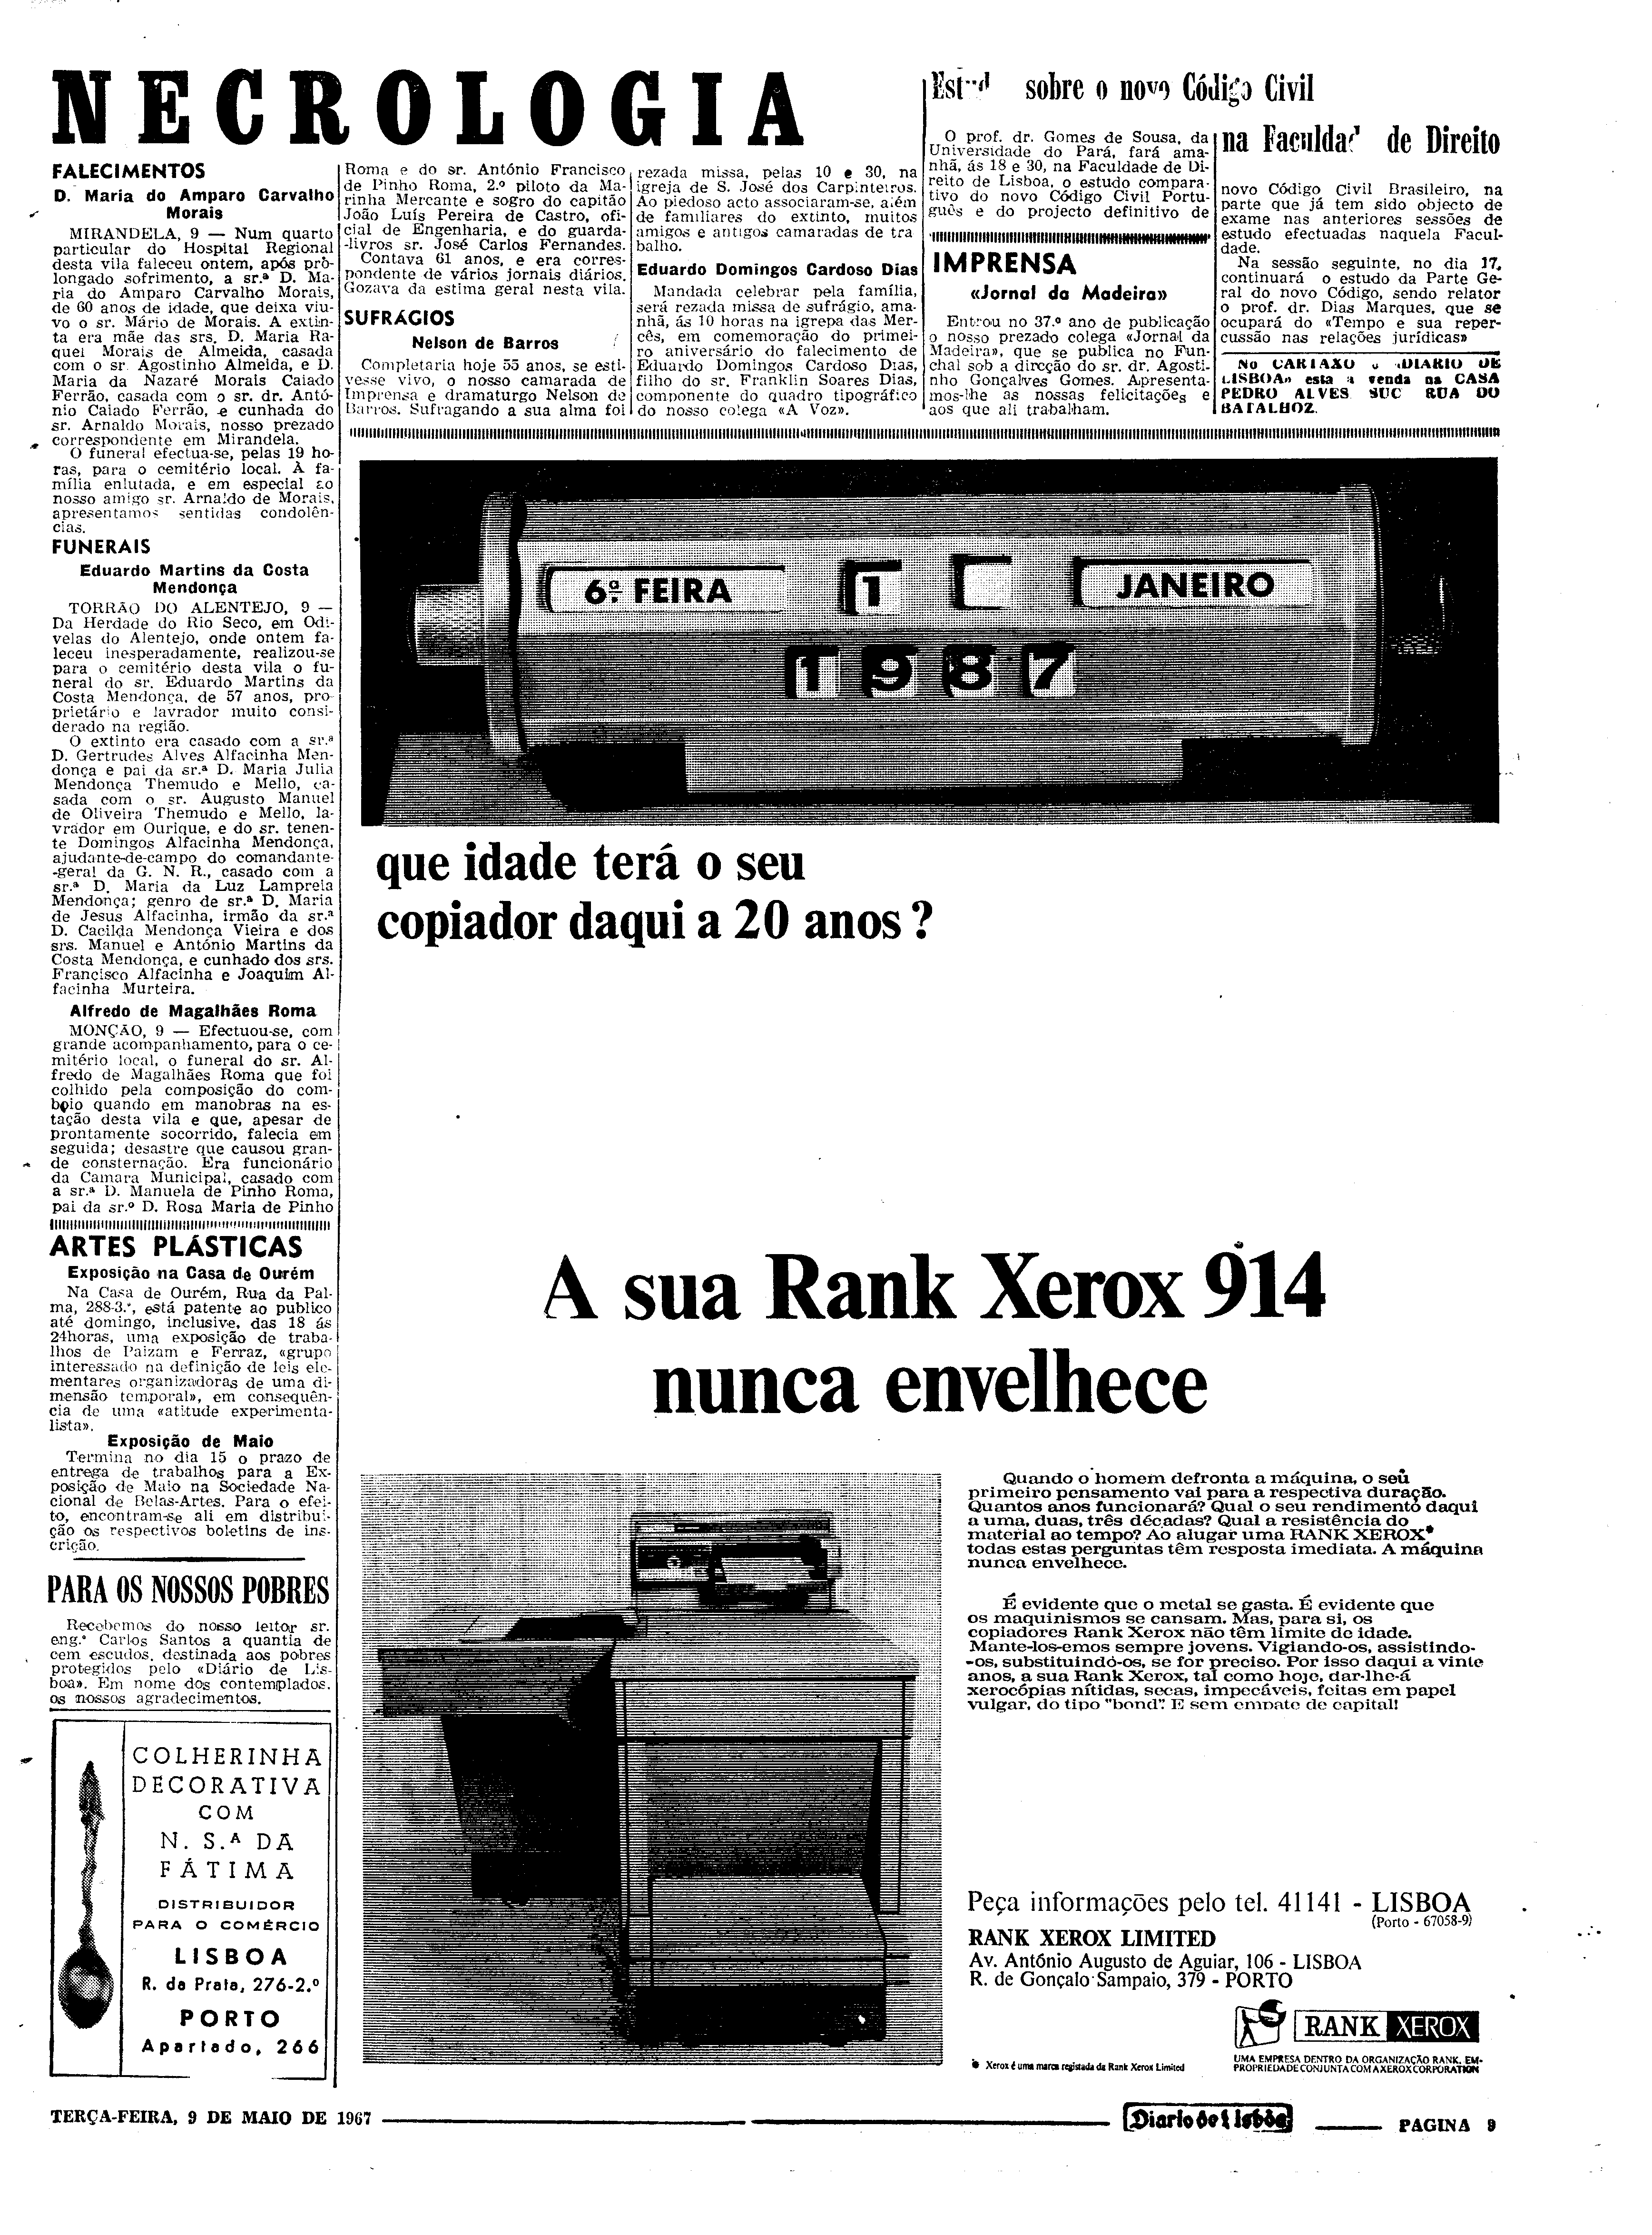 NECROLOGIA
FALECIMENTOS
D. Maria do Amparo Carvalho
Morais
MIRANDELA, 9 — Num quarto
particular do Hospital Regional
desta vila faleceu ontem, após pro-
longado sofrimento, a sr.ª D. Ma-
ria do Amparo Carvalho Morais,
de 60 anos de idade, que deixa viu-
vo o sr. Mário de Morais. A extin-
ta era mãe das srs. D. Maria Ra-
quel Morais de Almeida, casada
com o sr. Agostinho Almeida, e D.
Maria da Nazaré Morais Caiado
Ferrão, casada com o sr. dr. Antó-
nio Caiado Ferrão, e cunhada do
sr. Arnaldo Morais, nosso prezado
correspondente em Mirandela.
O funeral efectua-se, pelas 19 ho-
ras, para o cemitério local. À fa-
mília enlutada, e em especial ao
nosso amigo sr. Arnaldo de Morais,
apresentamos sentidas condolên-
cias.
FUNERAIS
Eduardo Martins da Costa
Mendonça
TORRÃO DO ALENTEJO, 9 —
Da Herdade do Rio Seco, em Odi-
velas do Alentejo, onde ontem fa-
leceu inesperadamente, realizou-se
para o cemitério desta vila o fu-
neral do sr. Eduardo Martins da
Costa Mendonça, de 57 anos, pro-
prietário e lavrador muito consi-
derado na região.
O extinto era casado com a sr.ª
D. Gertrudes Alves Alfacinha Men-
donça e pai da sr.ª D. Maria Julia
Mendonça Themudo e Mello, ca-
sada com o sr. Augusto Manuel
de Oliveira Themudo e Mello, la-
vrador em Ourique, e do sr. tenen-
te Domingos Alfacinha Mendonça,
ajudante-de-campo do comandante-
-geral da G. N. R., casado com a
sr.ª D. Maria da Luz Lampreia
Mendonça; genro de sr.ª D. Maria
de Jesus Alfacinha, irmão da sr.ª
D. Cacilda Mendonça Vieira e dos
srs. Manuel e António Martins da
Costa Mendonça, e cunhado dos srs.
Francisco Alfacinha e Joaquim Al-
facinha Murteira.
Alfredo de Magalhães Roma
MONÇÃO, 9 — Efectuou-se, com
grande acompanhamento, para o ce-
mitério local, o funeral do sr. Al-
fredo de Magalhães Roma que foi
colhido pela composição do com-
boio quando em manobras na es-
tação desta vila e que, apesar de
prontamente socorrido, falecia em
seguida; desastre que causou gran-
de consternação. Era funcionário
da Camara Municipal, casado com
a sr.ª D. Manuela de Pinho Roma,
pai da sr.º D. Rosa Maria de Pinho
Roma e do sr. António Francisco
de Pinho Roma, 2.º piloto da Ma-
rinha Mercante e sogro do capitão
João Luís Pereira de Castro, ofi-
cial de Engenharia, e do guarda-
-livros sr. José Carlos Fernandes.
Contava 61 anos, e era corres-
pondente de vários jornais diários.
Gozava da estima geral nesta vila.
SUFRÁGIOS
Nelson de Barros
Completaria hoje 55 anos, se esti-
vesse vivo, o nosso camarada de
Imprensa e dramaturgo Nelson de
Barros. Sufragando a sua alma foi
rezada missa, pelas 10 e 30, na
igreja de S. José dos Carpinteiros.
Ao piedoso acto associaram-se, além
de familiares do extinto, muitos
amigos e antigos camaradas de tra
balho.
Eduardo Domingos Cardoso Dias
Mandada celebrar pela família,
será rezada missa de sufrágio, ama-
nhã, ás 10 horas na igrepa das Mer-
cês, em comemoração do primei-
ro aniversário do falecimento de
Eduardo Domingos Cardoso Dias,
filho do sr. Franklin Soares Dias,
componente do quadro tipográfico
do nosso colega «A Voz».
sobre o novo Código Civil
na de Direito
O prof. dr. Gomes de Sousa, da
Universidade do Pará, fará ama-
nhã, ás 18 e 30, na Faculdade de Di-
reito de Lisboa, o estudo compara-
tivo do novo Código Civil Portu-
guês e do projecto definitivo de
novo Código Civil Brasileiro, na
parte que já tem sido objecto de
exame nas anteriores sessões de
estudo efectuadas naquela Facul-
dade.
Na sessão seguinte, no dia 17,
continuará o estudo da Parte Ge-
ral do novo Código, sendo relator
o prof. dr. Dias Marques, que se
ocupará do «Tempo e sua reper-
cussão nas relações jurídicas»
IMPRENSA
«Jornal da Madeira»
Entrou no 37.º ano de publicação
o nosso prezado colega «Jornal da
Madeira», que se publica no Fun-
chal sob a direcção do sr. dr. Agosti-
nho Gonçalves Gomes. Apresenta-
mos-lhe as nossas felicitações e
aos que ali trabalham.
No CARTAXO o «DIARIO DE
LISBOA» esta a venda na CASA
PEDRO ALVES SUC RUA DO
BATALHOZ.
6.ª FEIRA 1 JANEIRO
1987
que idade terá o seu
copiador daqui a 20 anos?
A sua Rank Xerox 914
nunca envelhece
Quando o homem defronta a máquina, o seu
primeiro pensamento vai para a respectiva duração.
Quantos anos funcionará? Qual o seu rendimento daqui
a uma, duas, três décadas? Qual a resistência do
material ao tempo? Ao alugar uma RANK XEROX*
todas estas perguntas têm resposta imediata. A máquina
nunca envelhece.
É evidente que o metal se gasta. É evidente que
os maquinismos se cansam. Mas, para si, os
copiadores Rank Xerox não têm limite de idade.
Mante-los-emos sempre jovens. Vigiando-os, assistindo-
-os, substituindo-os, se for preciso. Por isso daqui a vinte
anos, a sua Rank Xerox, tal como hoje, dar-lhe-á
xerocópias nítidas, secas, impecáveis, feitas em papel
vulgar, do tipo "bond". E sem empate de capital!
Peça informações pelo tel. 41141 - LISBOA
(Porto - 67058-9)
RANK XEROX LIMITED
Av. António Augusto de Aguiar, 106 - LISBOA
R. de Gonçalo Sampaio, 379 - PORTO
RANK XEROX
* Xerox é uma marca registada da Rank Xerox Limited
UMA EMPRESA DENTRO DA ORGANIZAÇÃO RANK, EM-
PROPRIEDADE CONJUNTA COM A XEROX CORPORATION
ARTES PLÁSTICAS
Exposição na Casa de Ourém
Na Casa de Ourém, Rua da Pal-
ma, 288-3.º, está patente ao publico
até domingo, inclusive, das 18 ás
24horas, uma exposição de traba-
lhos de Paizam e Ferraz, «grupo
interessado na definição de leis ele-
mentares organizadoras de uma di-
mensão temporal», em consequên-
cia de uma «atitude experimenta-
lista».
Exposição de Maio
Termina no dia 15 o prazo de
entrega de trabalhos para a Ex-
posição de Maio na Sociedade Na-
cional de Belas-Artes. Para o efei-
to, encontram-se ali em distribui-
ção os respectivos boletins de ins-
crição.
PARA OS NOSSOS POBRES
Recebemos do nosso leitor sr.
eng.º Carlos Santos a quantia de
cem escudos, destinada aos pobres
protegidos pelo «Diário de Lis-
boa». Em nome dos contemplados,
os nossos agradecimentos.
COLHERINHA
DECORATIVA
COM
N. S.ª DA
FÁTIMA
DISTRIBUIDOR
PARA O COMÉRCIO
LISBOA
R. da Prata, 276-2.º
PORTO
Apartado, 266
TERÇA-FEIRA, 9 DE MAIO DE 1967
Diario de Lisboa
PAGINA 9